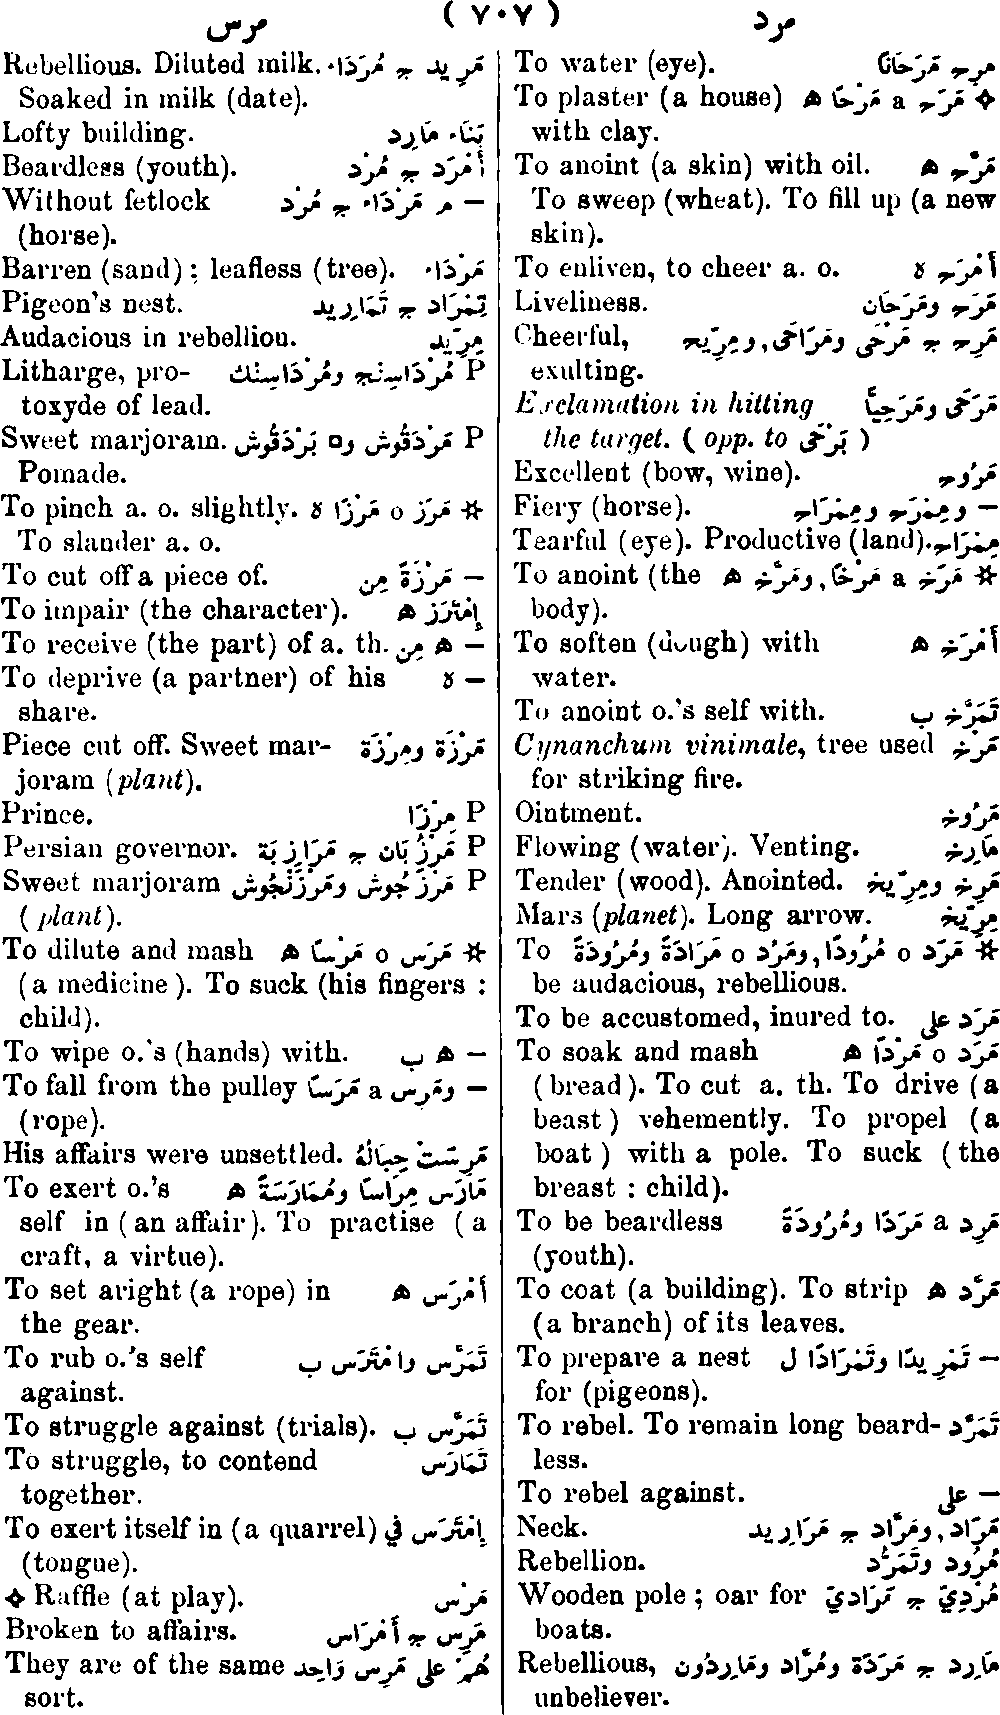 مرد ( ٧٠٧ ) مرس
To water (eye). مرح مَرَحَانًا
To plaster (a house) ✧ مَرَح a مَرْحًا ه
with clay.
To anoint (a skin) with oil. مَرَّح ه
To sweep (wheat). To fill up (a new
skin).
To enliven, to cheer a. o. أَمْرَح ة
Liveliness. مَرَح ومَرَحَان
Cheerful, مَرِح ج مَرْحَى ومَرَاحَى, ومِرِّيح
exulting.
Exclamation in hitting مَرْحَى ومَرَحَيَّا
the target. ( opp. to بَرْحَى )
Excellent (bow, wine). مَرُوح
Fiery (horse). — ومِمْرَح ومِمْرَاح
Tearful (eye). Productive (land). مِمْرَاح
To anoint (the ☆ مَرَخ a مَرْخًا, ومَرَّخ ه
body).
To soften (dough) with أَمْرَخ ه
water.
To anoint o.'s self with. تَمَرَّخ ب
Cynanchum vinimale, tree used مَرْخ
for striking fire.
Ointment. مَرُوخ
Flowing (water). Venting. مَارِخ
Tender (wood). Anointed. مَرِخ ومِرِّيخ
Mars (planet). Long arrow. مِرِّيخ
To ☆ مَرَد o مُرُودًا, ومَرُد o مَرَادَةً ومُرُودَةً
be audacious, rebellious.
To be accustomed, inured to. مَرَد على
To soak and mash مَرَد o مَرْدًا ه
(bread). To cut a. th. To drive (a
beast) vehemently. To propel (a
boat) with a pole. To suck (the
breast : child).
To be beardless مَرِد a مَرَدًا ومُرُودَةً
(youth).
To coat (a building). To strip مَرَّد ه
(a branch) of its leaves.
To prepare a nest — تَمْرِيدًا وتَمْرَادًا ل
for (pigeons).
To rebel. To remain long beard- تَمَرَّد
less.
To rebel against. — على
Neck. مَرَاد, ومَرَّاد ج مَرَارِيد
Rebellion. مُرُود وتَمَرُّد
Wooden pole ; oar for مُرْدِيّ ج مَرَادِيّ
boats.
Rebellious, مَارِد ج مَرَدَة ومُرَّاد ومَارِدُون
unbeliever.
Rebellious. Diluted milk. مَرِيد ج مُرَدَاء
Soaked in milk (date).
Lofty building. بِنَاء مَارِد
Beardless (youth). أَمْرَد ج مُرْد
Without fetlock — م مَرْدَاء ج مُرْد
(horse).
Barren (sand) ; leafless (tree). مَرْدَاء
Pigeon's nest. تِمْرَاد ج تَمَارِيد
Audacious in rebellion. مِرِّيد
Litharge, pro- P مُرْدَاسِنْج ومُرْدَاسِنْك
toxyde of lead.
Sweet marjoram. P مَرْدَقُوش وه بَرْدَقُوش
Pomade.
To pinch a. o. slightly. ☆ مَرَز o مَرْزًا ة
To slander a. o.
To cut off a piece of. — مَرْزَةً مِن
To impair (the character). إِمْتَرَز ه
To receive (the part) of a. th. — ه مِن
To deprive (a partner) of his — ة
share.
Piece cut off. Sweet mar- مَرْزَة ومِرْزَة
joram (plant).
Prince. P مِرْزَا
Persian governor. P مَرْزُبَان ج مَرَازِبَة
Sweet marjoram P مَرْزَجُوش ومَرْزَنْجُوش
(plant).
To dilute and mash ☆ مَرَس o مَرْسًا ه
(a medicine). To suck (his fingers :
child).
To wipe o.'s (hands) with. — ه ب
To fall from the pulley — ومَرِس a مَرَسًا
(rope).
His affairs were unsettled. مَرِسَتْ حِبَالُهُ
To exert o.'s مَارَس مِرَاسًا ومُمَارَسَةً ه
self in (an affair). To practise (a
craft, a virtue).
To set aright (a rope) in أَمْرَس ه
the gear.
To rub o.'s self تَمَرَّس وامْتَرَس ب
against.
To struggle against (trials). تَمَرَّس ب
To struggle, to contend تَمَارَس
together.
To exert itself in (a quarrel) إِمْتَرَس في
(tongue).
✧ Raffle (at play). مَرْس
Broken to affairs. مَرِس ج أَمْرَاس
They are of the same هُمْ على مَرِس وَاحِد
sort.